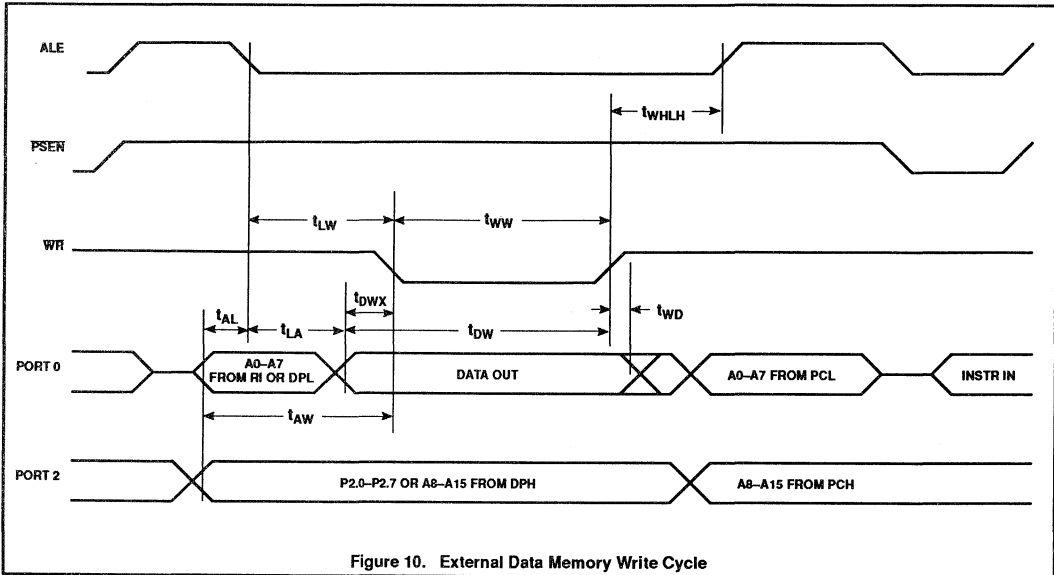 ALE
tWHLH
PSEN
tLW
tWW
WR
tDWX
tWD
tAL
tLA
tDW
PORT 0
A0–A7
FROM RI OR DPL
DATA OUT
A0–A7 FROM PCL
INSTR IN
tAW
PORT 2
P2.0–P2.7 OR A8–A15 FROM DPH
A8–A15 FROM PCH
Figure 10. External Data Memory Write Cycle